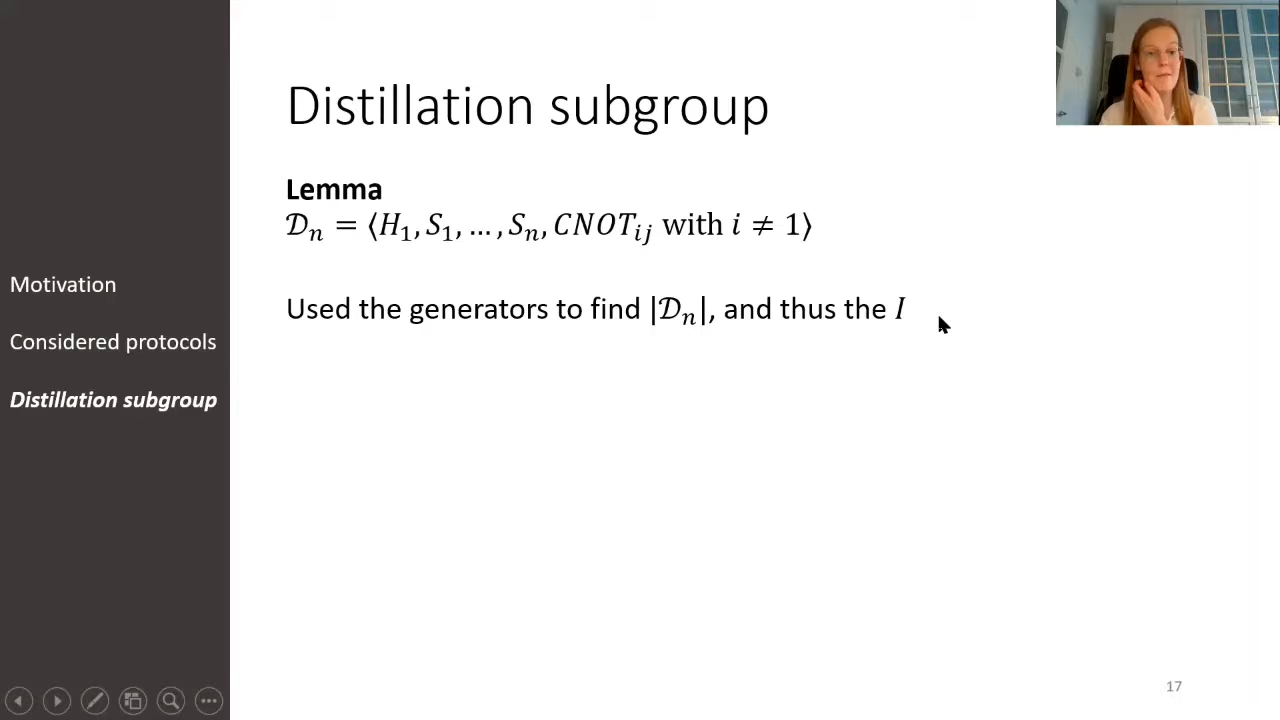 Distillation subgroup
Lemma
𝒟ₙ = ⟨H₁, S₁, … , Sₙ, CNOTᵢⱼ with i ≠ 1⟩
Used the generators to find |𝒟ₙ|, and thus the I
Motivation
Considered protocols
Distillation subgroup
17